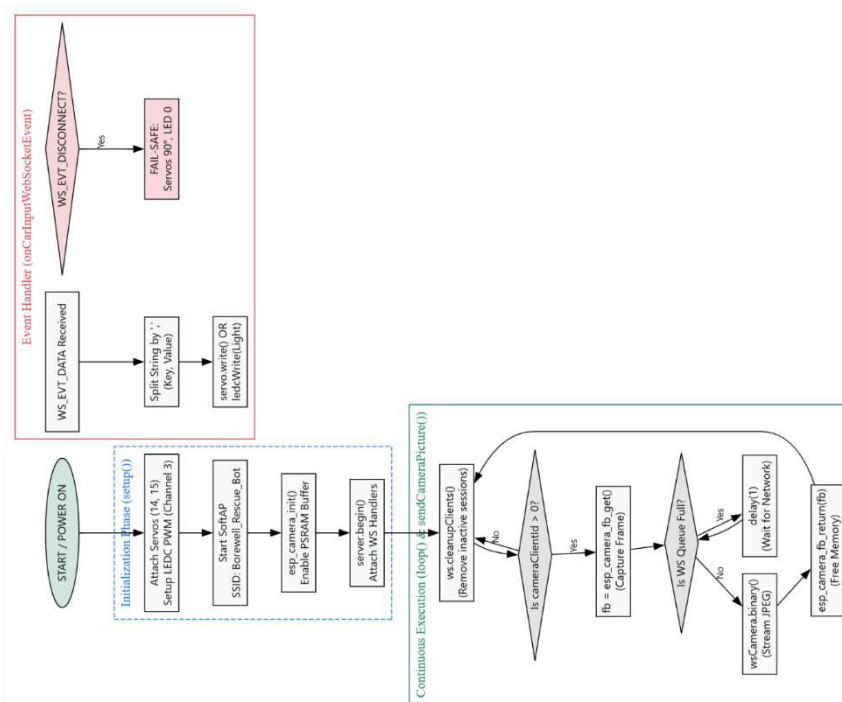 START / POWER ON
Initialization Phase (setup())
Attach Servos (14, 15)
Setup LEDC PWM (Channel 3)
Start SoftAP
SSID: Borewell_Rescue_Bot
esp_camera_init()
Enable PSRAM Buffer
server.begin()
Attach WS Handlers
Event Handler (onCarInputWebSocketEvent)
WS_EVT_DATA Received
Split String by ','
(Key, Value)
servo.write() OR
ledcWrite(Light)
WS_EVT_DISCONNECT?
Yes
FAIL-SAFE:
Servos 90°, LED 0
Continuous Execution (loop() & sendCameraPicture())
ws.cleanupClients()
(Remove inactive sessions)
No
Is cameraClientId > 0?
Yes
fb = esp_camera_fb_get()
(Capture Frame)
Is WS Queue Full?
Yes
delay(1)
(Wait for Network)
No
wsCamera.binary()
(Stream JPEG)
esp_camera_fb_return(fb)
(Free Memory)